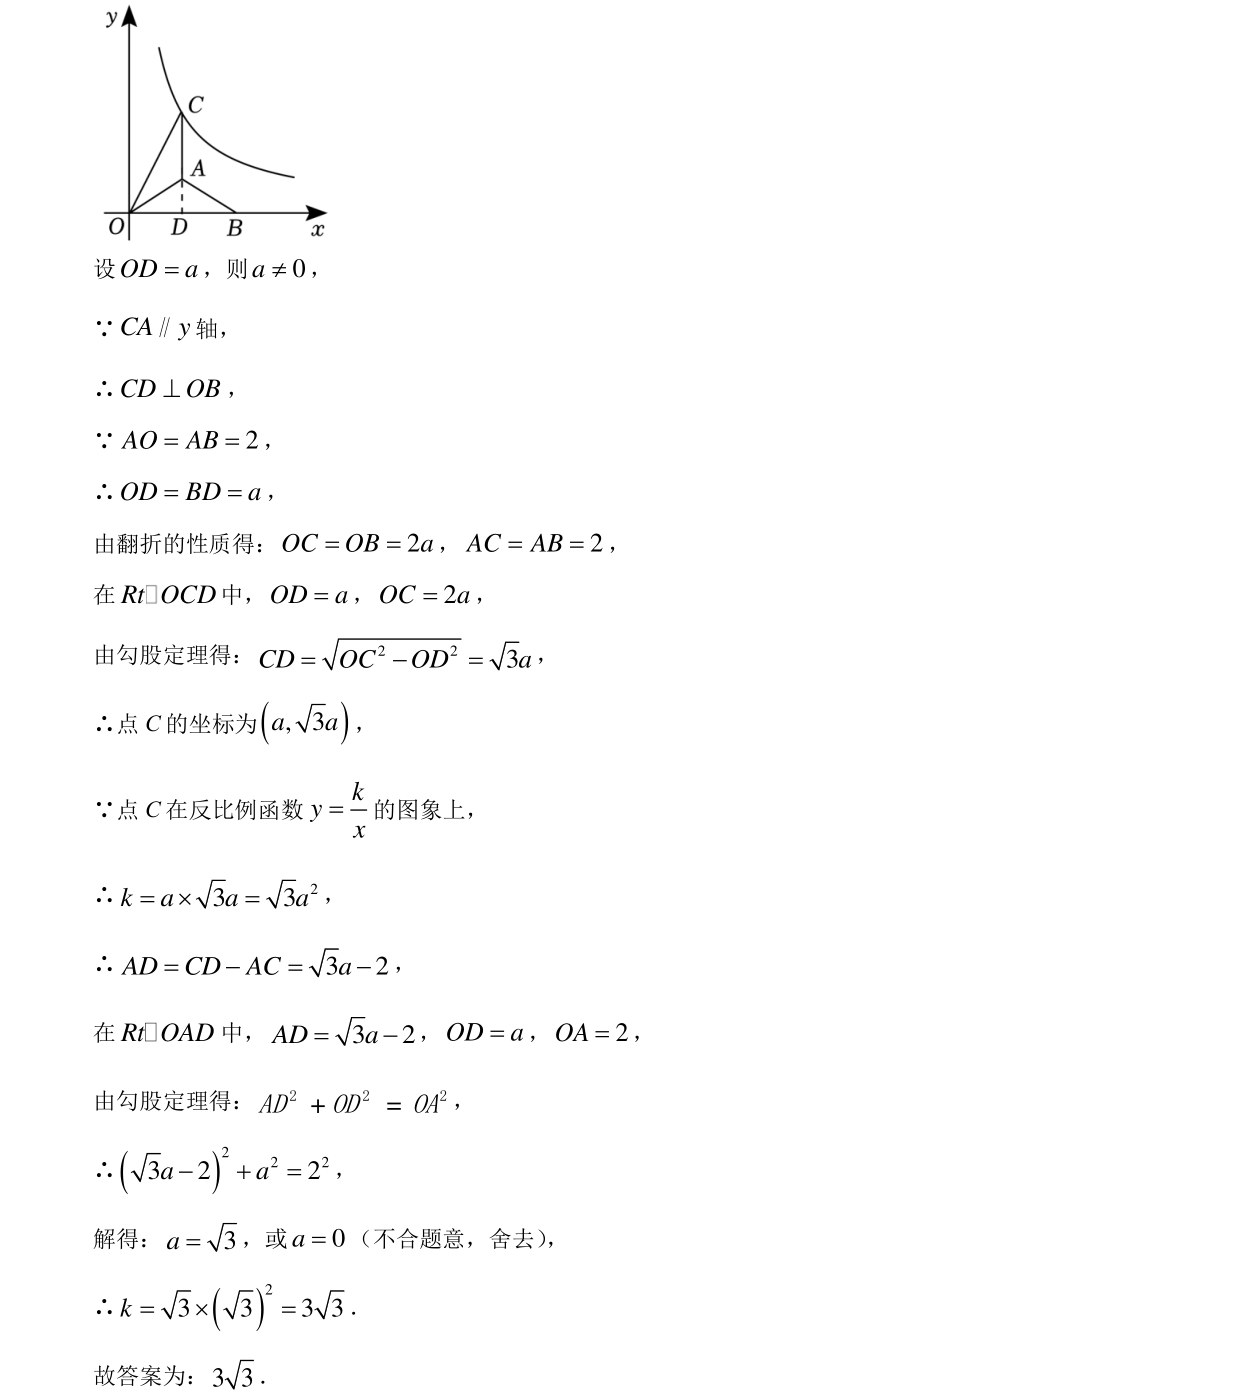 y
C
A
O D B x
设OD=a，则a≠0，
∵CA∥y轴，
∴CD⊥OB，
∵AO=AB=2，
∴OD=BD=a，
由翻折的性质得：OC=OB=2a，AC=AB=2，
在Rt□OCD中，OD=a，OC=2a，
由勾股定理得：CD=√(OC²−OD²)=√3a，
∴点C的坐标为(a,√3a)，
∵点C在反比例函数y=k/x的图象上，
∴k=a×√3a=√3a²，
∴AD=CD−AC=√3a−2，
在Rt□OAD中，AD=√3a−2，OD=a，OA=2，
由勾股定理得：AD²+OD²=OA²，
∴(√3a−2)²+a²=2²，
解得：a=√3，或a=0（不合题意，舍去），
∴k=√3×(√3)²=3√3．
故答案为：3√3．